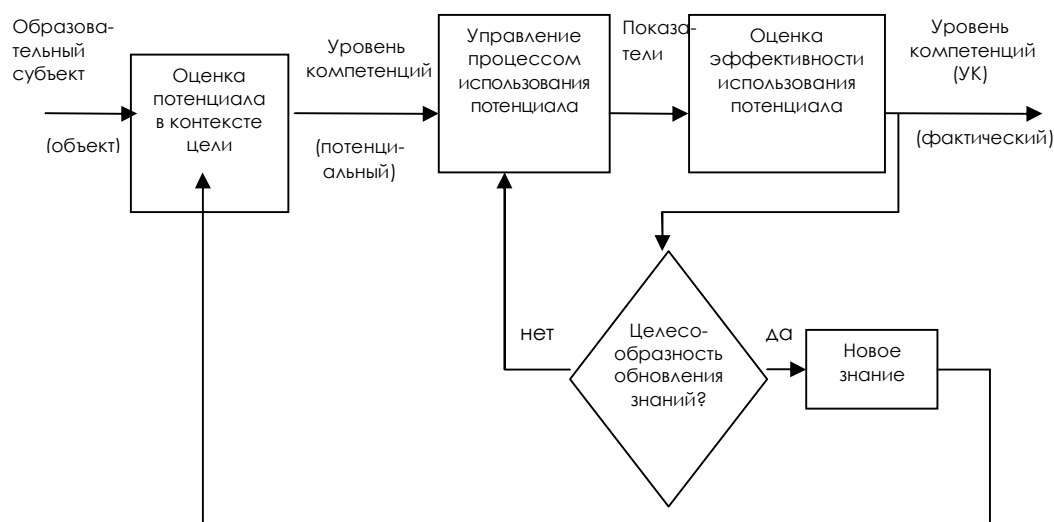 Образова-
тельный
субъект
(объект)
Оценка
потенциала
в контексте
цели
Уровень
компетенций
(потенци-
альный)
Управление
процессом
использования
потенциала
Показа-
тели
Оценка
эффективности
использования
потенциала
Уровень
компетенций
(УК)
(фактический)
нет
Целесо-
образность
обновления
знаний?
да
Новое
знание